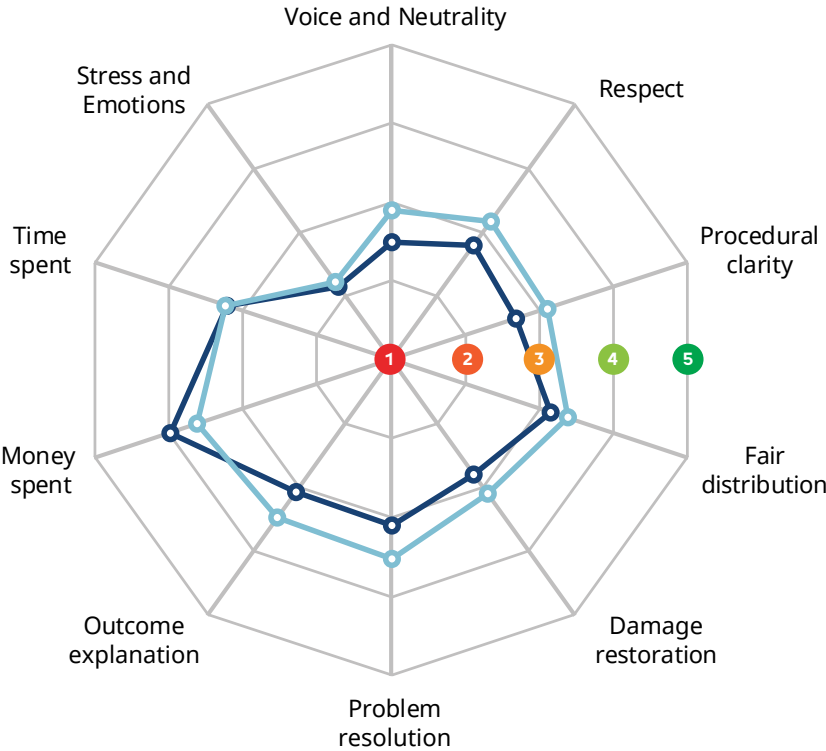 Voice and Neutrality
Stress and
Emotions
Respect
Time
spent
Procedural
clarity
1
2
3
4
5
Money
spent
Fair
distribution
Outcome
explanation
Damage
restoration
Problem
resolution